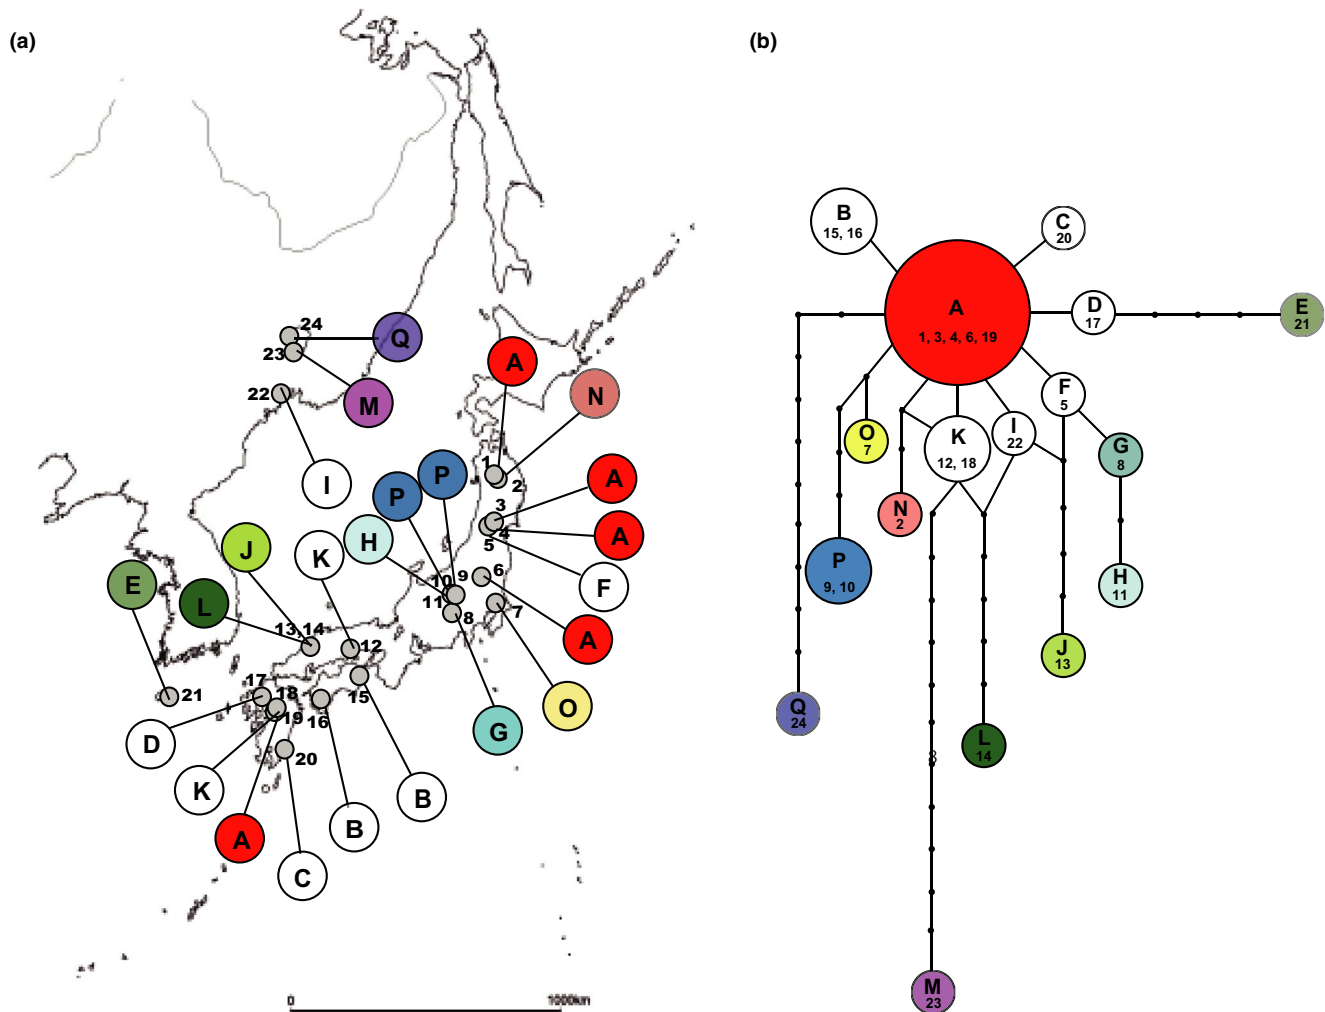 (a)
(b)
24
Q
23
M
22
I
A
N
1
2
P
P
A
3
4
A
5
F
H
10
9
6
11
8
7
A
O
G
J
K
E
L
13,14
12
21
17
18
19
16
15
20
D
K
A
C
B
B
0
1000km
B
15, 16
C
20
A
1, 3, 4, 6, 19
D
17
E
21
F
5
O
7
K
12, 18
I
22
G
8
N
2
P
9, 10
H
11
J
13
Q
24
L
14
M
23